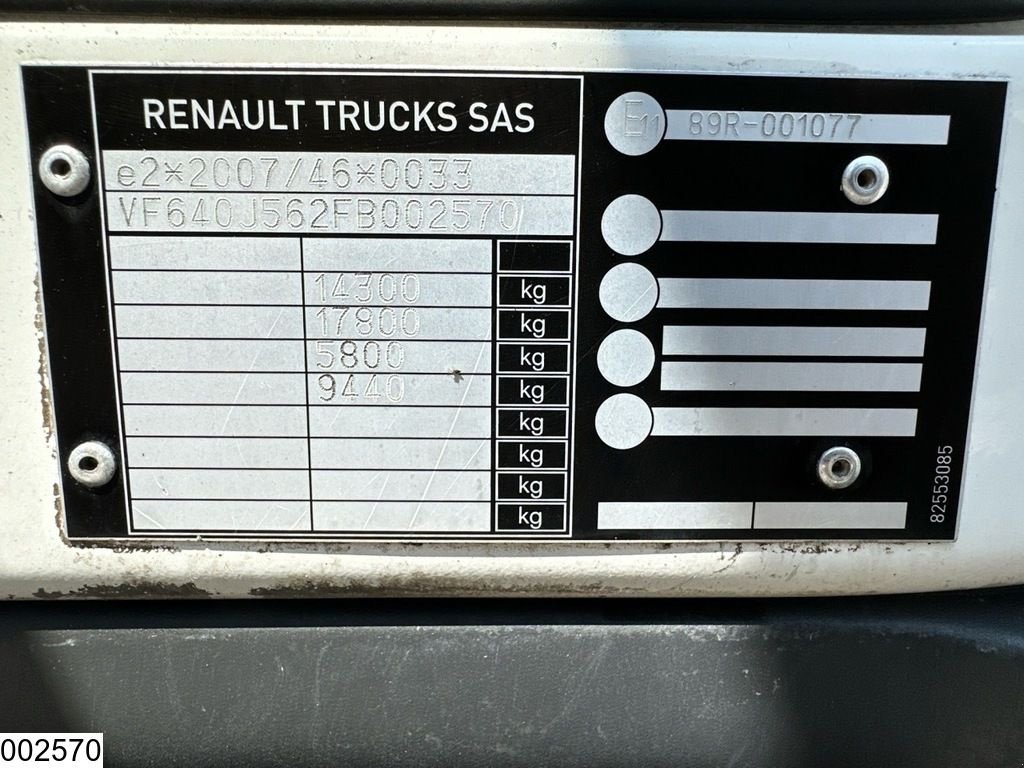 RENAULT TRUCKS SAS
e2*2007/46*0033
VF640J562FB002570
14300 kg
17800 kg
5800 kg
9440 kg
kg
kg
kg
kg
E11 89R-001077
82553085
002570